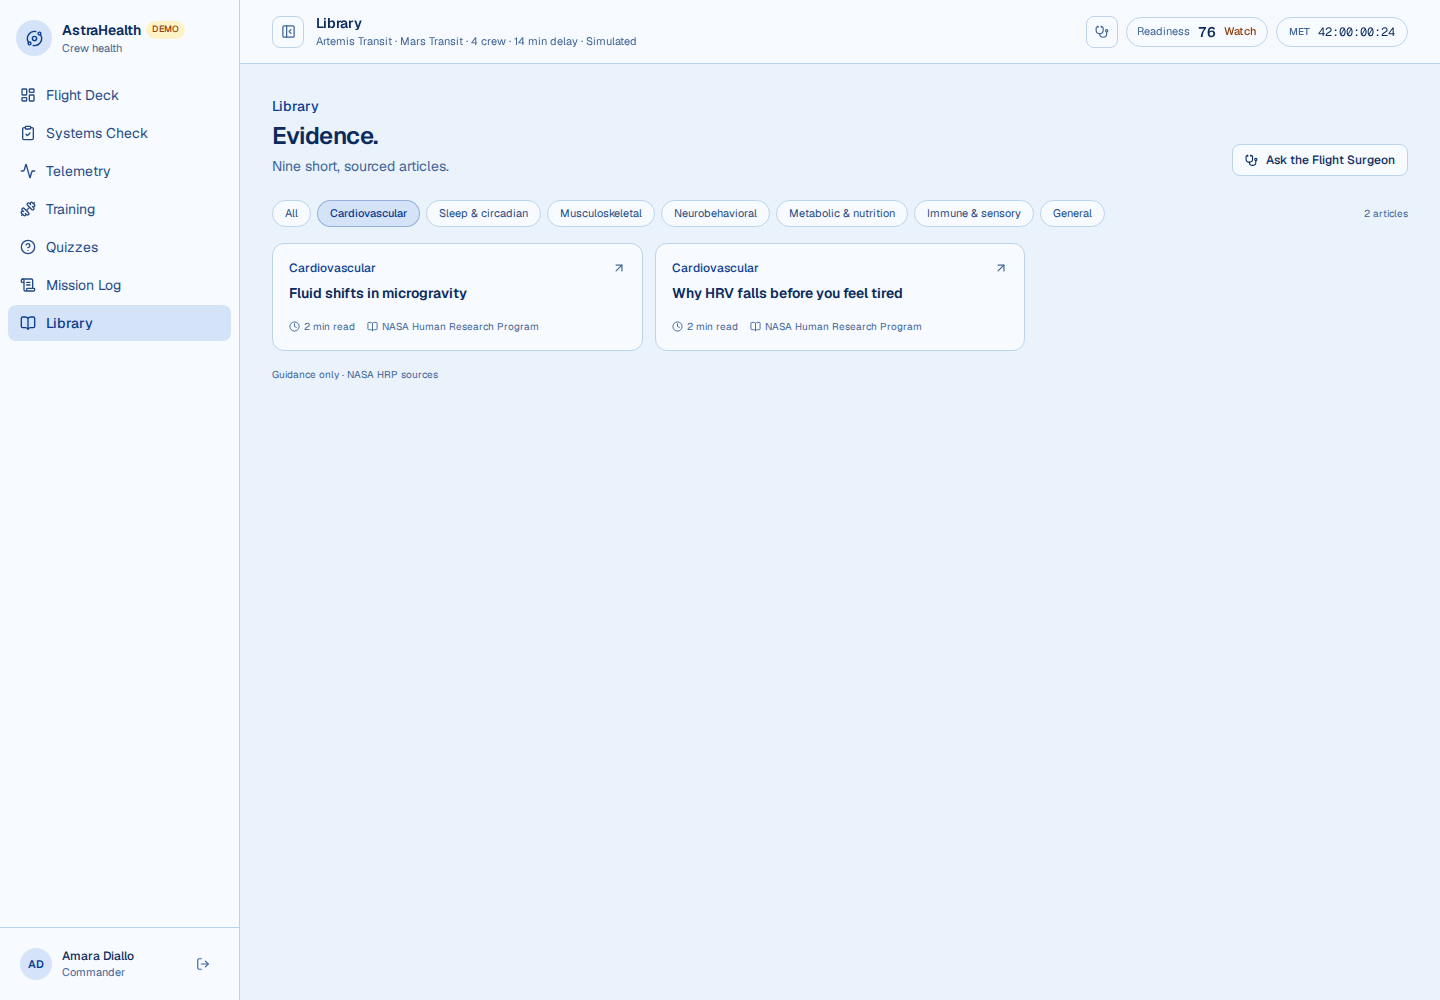 AstraHealth DEMO
Crew health
Flight Deck
Systems Check
Telemetry
Training
Quizzes
Mission Log
Library
Amara Diallo
AD
Commander
Library
Artemis Transit · Mars Transit · 4 crew · 14 min delay · Simulated
Readiness 76 Watch
MET 42:00:00:24
Library
Evidence.
Nine short, sourced articles.
Ask the Flight Surgeon
All Cardiovascular Sleep & circadian Musculoskeletal Neurobehavioral Metabolic & nutrition Immune & sensory General
2 articles
Cardiovascular
Fluid shifts in microgravity
2 min read NASA Human Research Program
Cardiovascular
Why HRV falls before you feel tired
2 min read NASA Human Research Program
Guidance only · NASA HRP sources